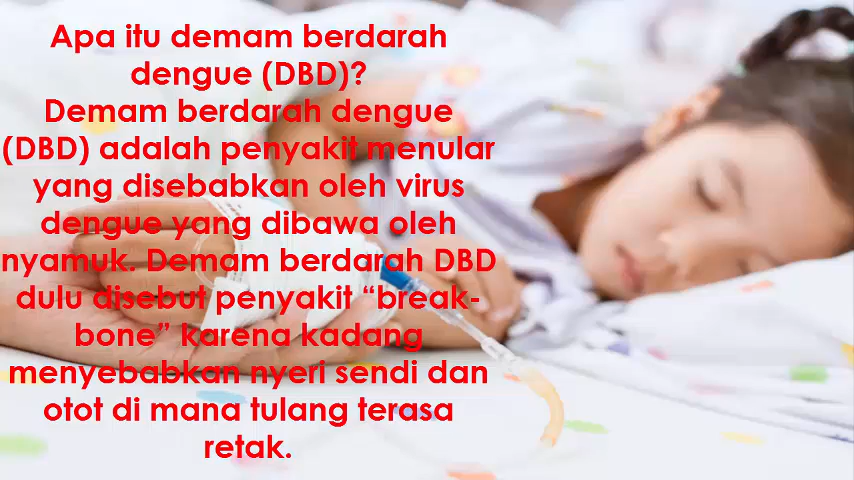 Apa itu demam berdarah
dengue (DBD)?
Demam berdarah dengue
(DBD) adalah penyakit menular
yang disebabkan oleh virus
dengue yang dibawa oleh
nyamuk. Demam berdarah DBD
dulu disebut penyakit “break-
bone” karena kadang
menyebabkan nyeri sendi dan
otot di mana tulang terasa
retak.